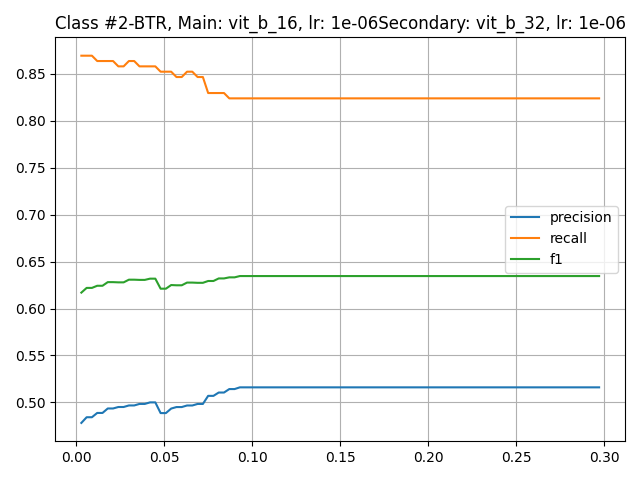 Class #2-BTR, Main: vit_b_16, lr: 1e-06Secondary: vit_b_32, lr: 1e-06
0.85
0.80
0.75
0.70
0.65
0.60
0.55
0.50
precision
recall
f1
0.00 0.05 0.10 0.15 0.20 0.25 0.30